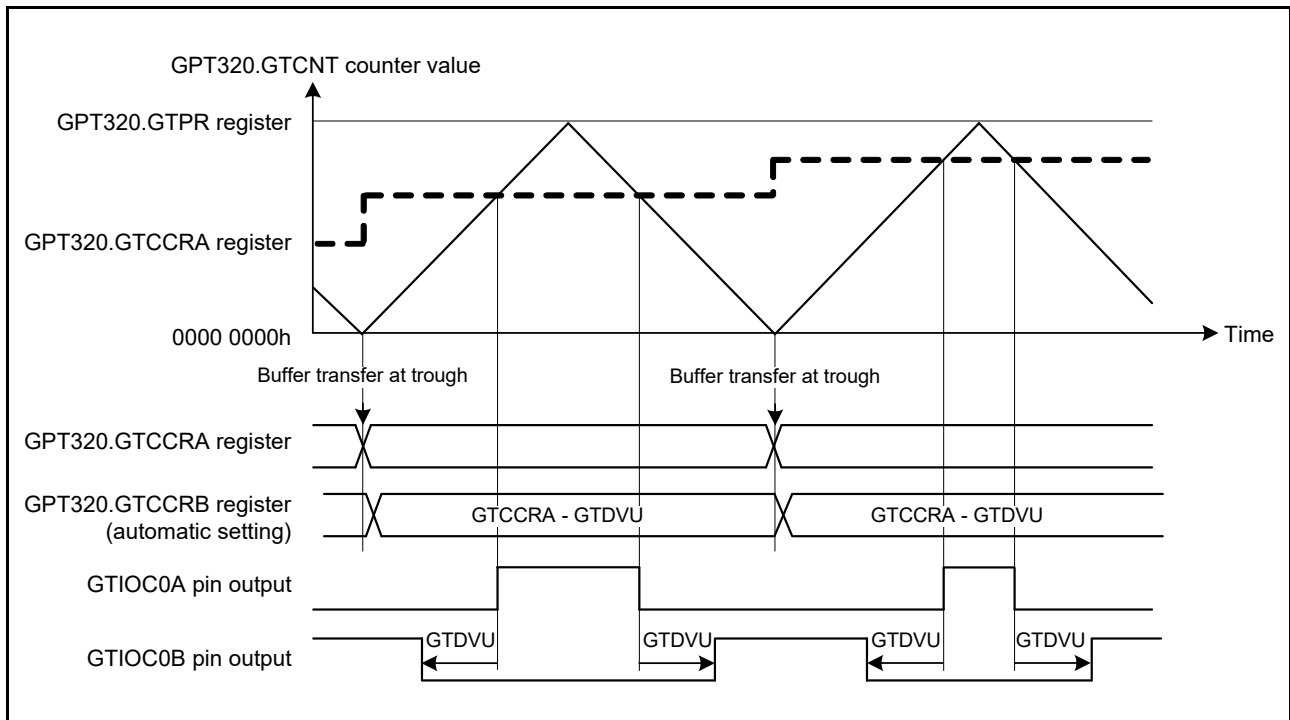 GPT320.GTCNT counter value
GPT320.GTPR register
GPT320.GTCCRA register
0000 0000h
Time
Buffer transfer at trough
Buffer transfer at trough
GPT320.GTCCRA register
GPT320.GTCCRB register
(automatic setting)
GTCCRA - GTDVU
GTCCRA - GTDVU
GTIOC0A pin output
GTIOC0B pin output
GTDVU
GTDVU
GTDVU
GTDVU